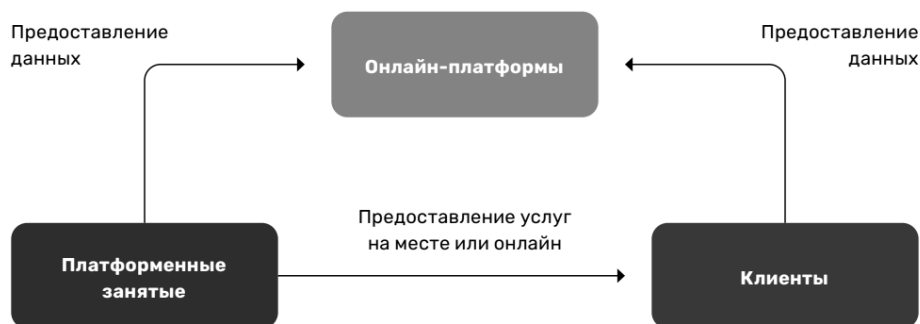 Предоставление
данных
Онлайн-платформы
Предоставление
данных
Предоставление услуг
на месте или онлайн
Платформенные
занятые
Клиенты